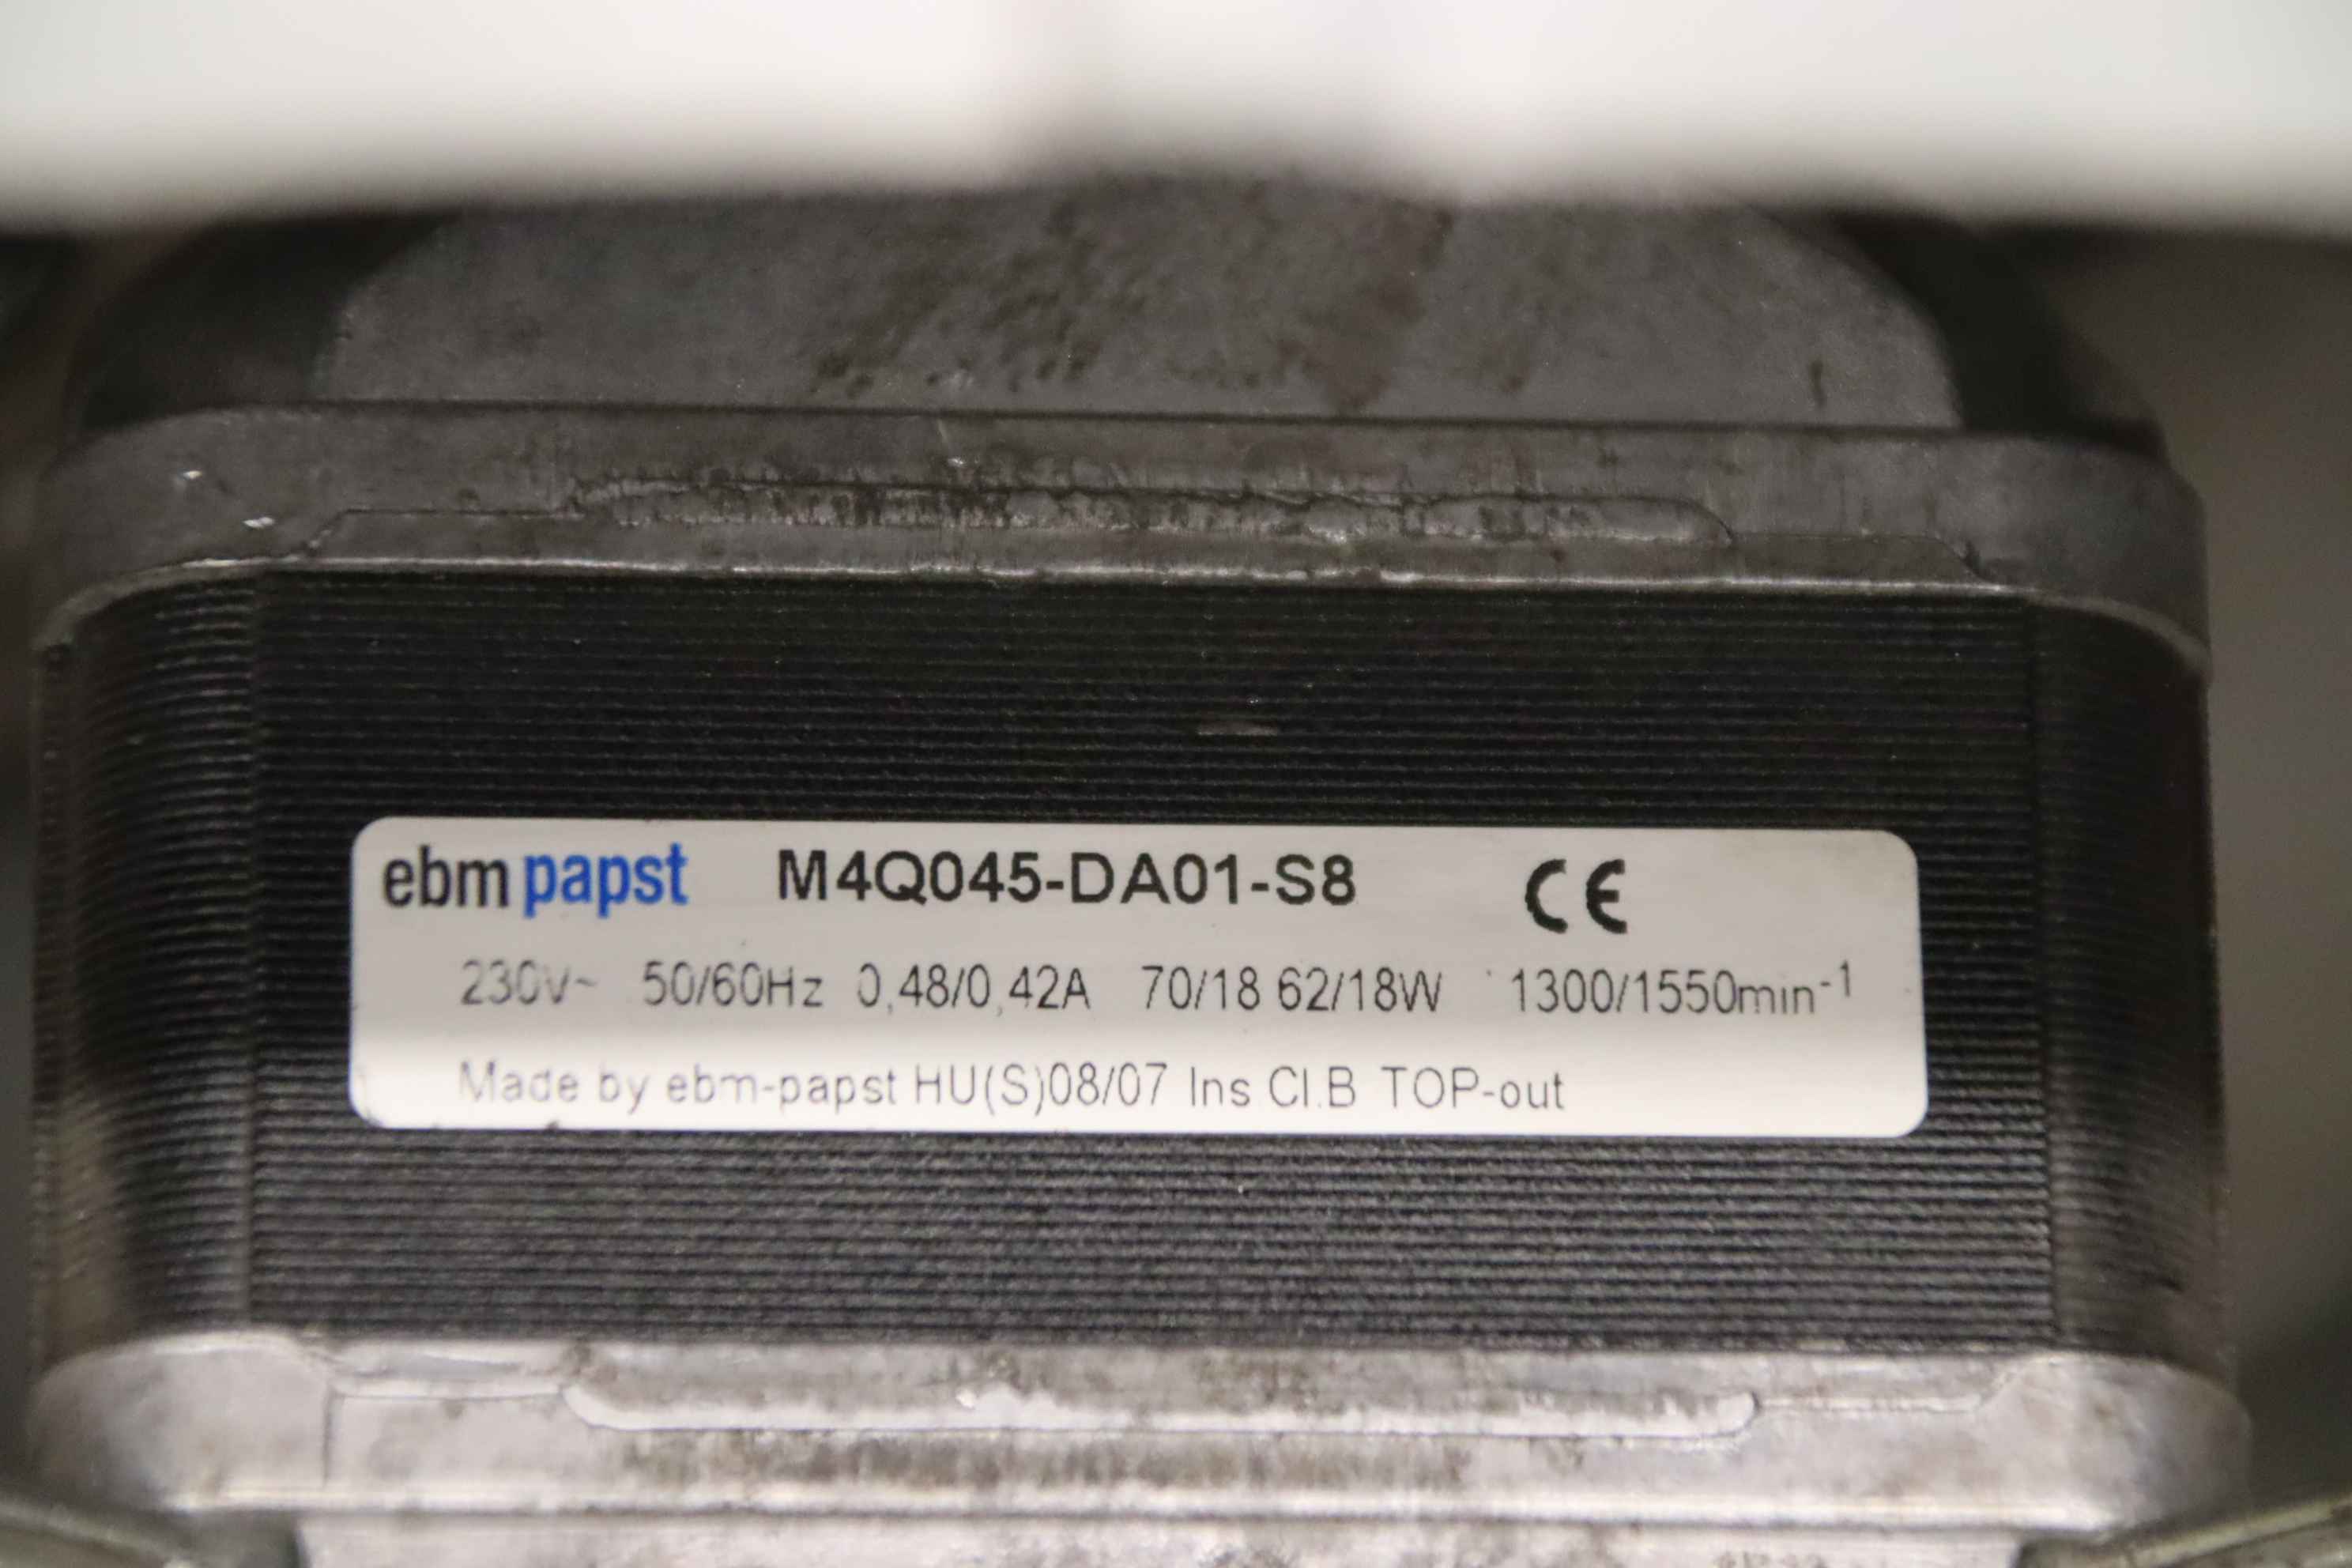 ebmpapst M4Q045-DA01-S8 CE
230V~ 50/60Hz 0,48/0,42A 70/18 62/18W 1300/1550min-1
Made by ebm-papst HU(S)08/07 Ins Cl.B TOP-out